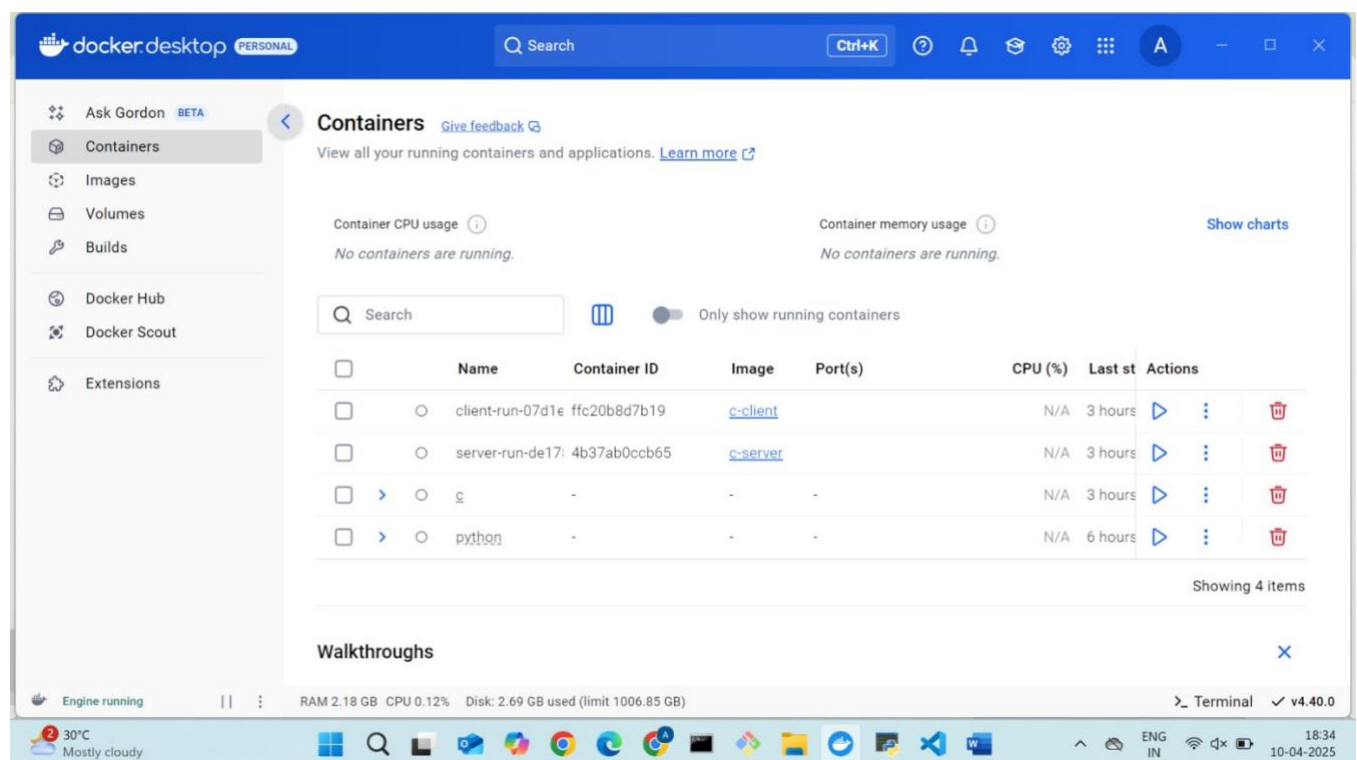 docker.desktop PERSONAL Search Ctrl+K A
Ask Gordon BETA
Containers
Images
Volumes
Builds
Docker Hub
Docker Scout
Extensions
Containers Give feedback
View all your running containers and applications. Learn more
Container CPU usage
No containers are running.
Container memory usage
No containers are running.
Show charts
Search Only show running containers
Name Container ID Image Port(s) CPU (%) Last st Actions
client-run-07d1e ffc20b8d7b19 c-client N/A 3 hours
server-run-de17 4b37ab0ccb65 c-server N/A 3 hours
c - - - N/A 3 hours
python - - - N/A 6 hours
Showing 4 items
Walkthroughs
Engine running RAM 2.18 GB CPU 0.12% Disk: 2.69 GB used (limit 1006.85 GB) >_ Terminal v4.40.0
2 30°C
Mostly cloudy
ENG
IN
18:34
10-04-2025